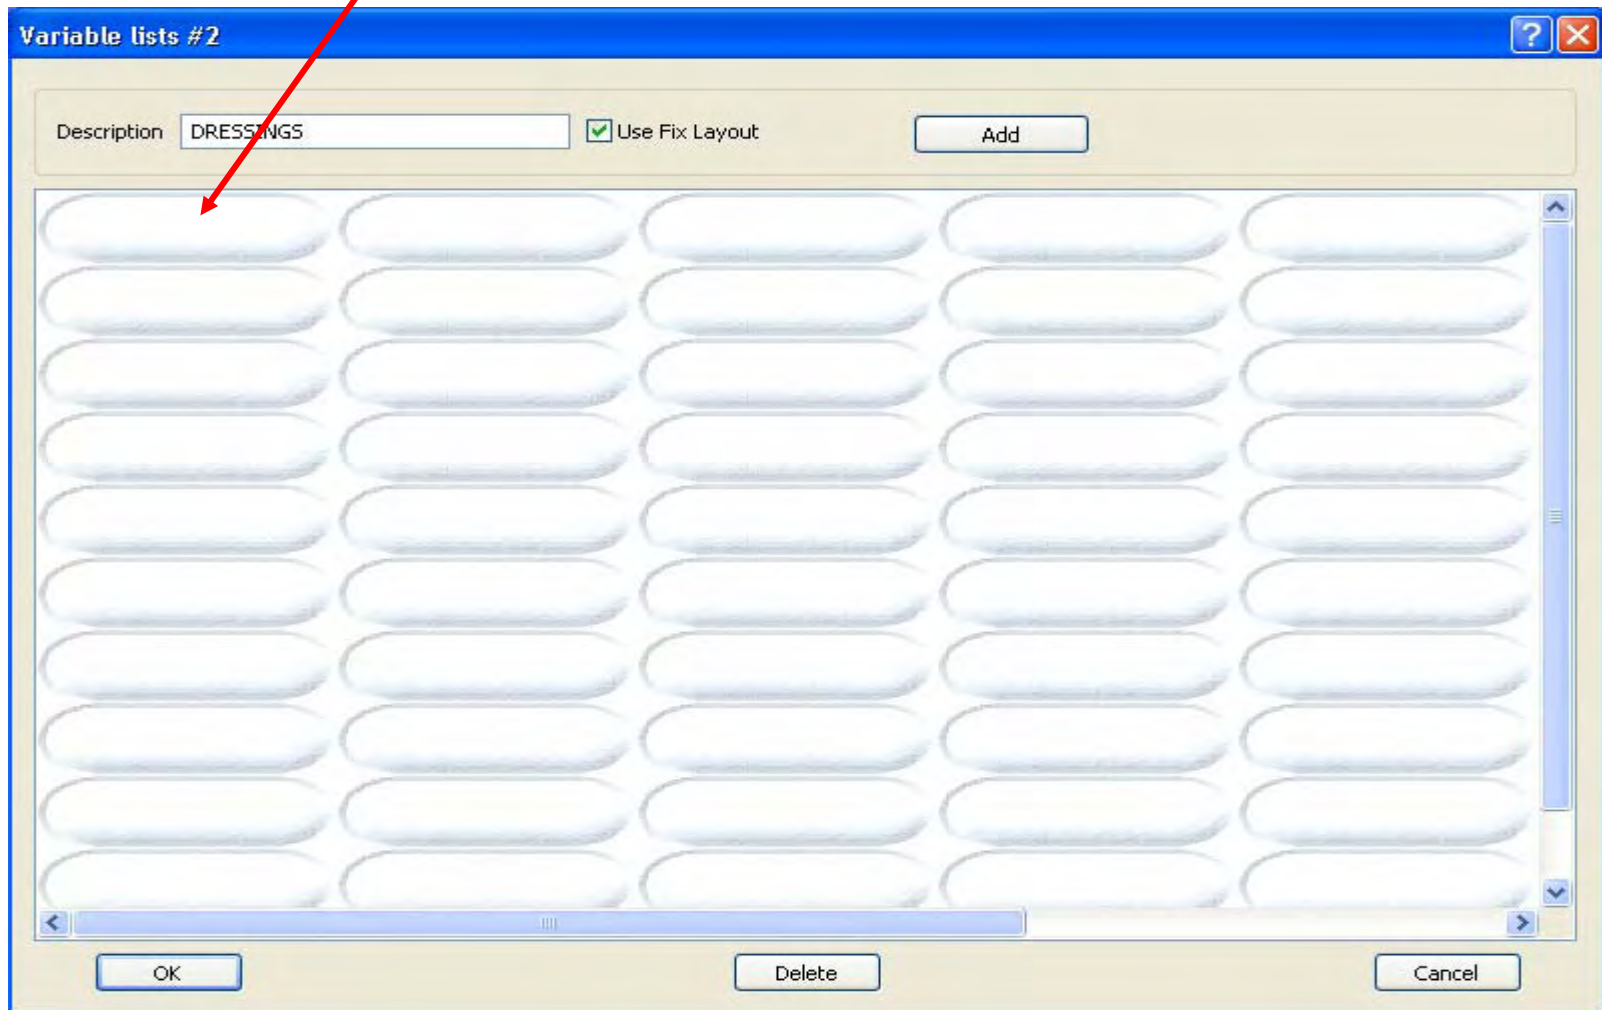 Variable lists #2
Description DRESSINGS Use Fix Layout Add
OK Delete Cancel